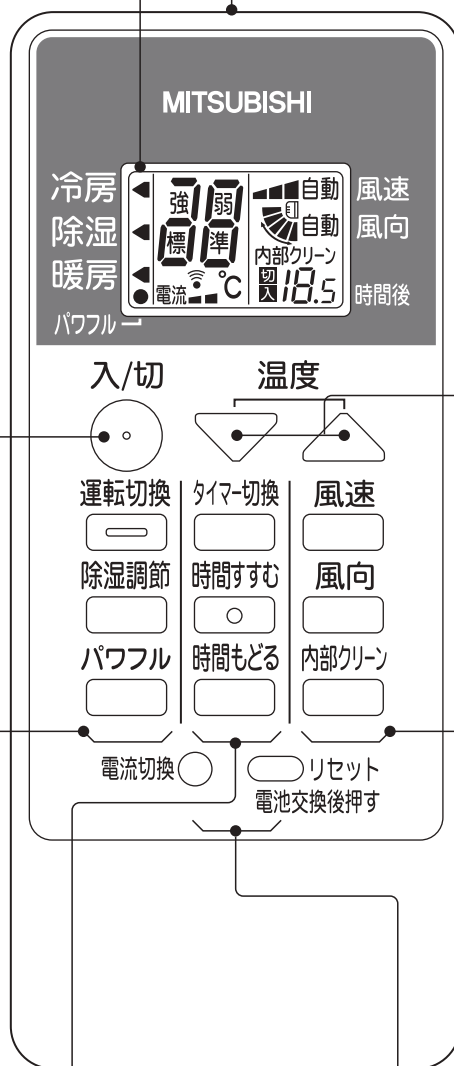 MITSUBISHI
冷房
除湿
暖房
パワフル
強 弱
標 準
88
電流
℃
自動 風速
自動 風向
内部クリーン
切
入 18.5 時間後
入/切 温度
運転切換 タイマー切換 風速
除湿調節 時間すすむ 風向
パワフル 時間もどる 内部クリーン
電流切換 リセット
電池交換後押す